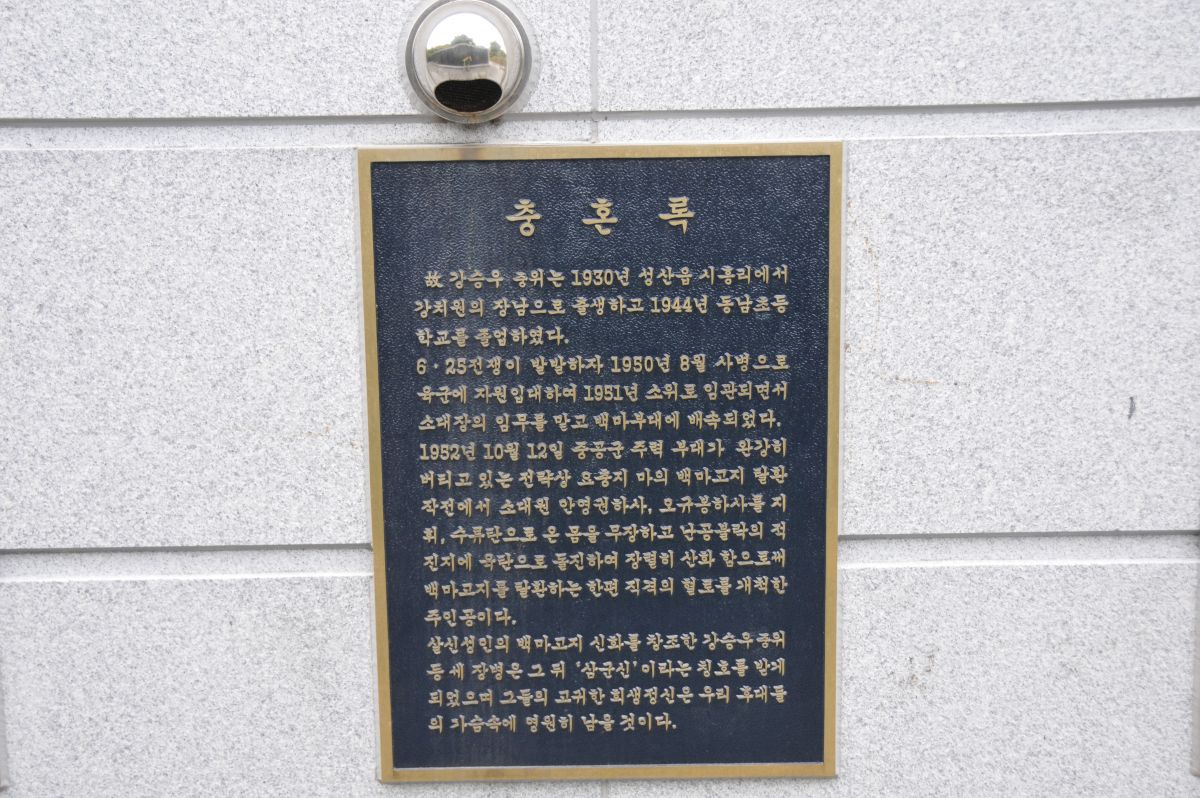 충 혼 록
故 강승우 중위는 1930년 성산읍 시흥리에서
강치원의 장남으로 출생하고 1944년 동남초등
학교를 졸업하였다.
6·25전쟁이 발발하자 1950년 8월 사병으로
육군에 자원입대하여 1951년 소위로 임관되면서
소대장의 임무를 맡고 백마부대에 배속되었다.
1952년 10월 12일 중공군 주력 부대가 완강히
버티고 있는 전략상 요충지 마의 백마고지 탈환
작전에서 소대원 안영권하사, 오규봉하사를 지
휘, 수류탄으로 온 몸을 무장하고 난공불락의 적
진지에 육탄으로 돌진하여 장렬히 산화 함으로써
백마고지를 탈환하는 한편 직격의 혈로를 개척한
주인공이다.
살신성인의 백마고지 신화를 창조한 강승우 중위
등 세 장병은 그 뒤 '삼군신'이라는 칭호를 받게
되었으며 그들의 고귀한 희생정신은 우리 후대들
의 가슴속에 영원히 남을 것이다.